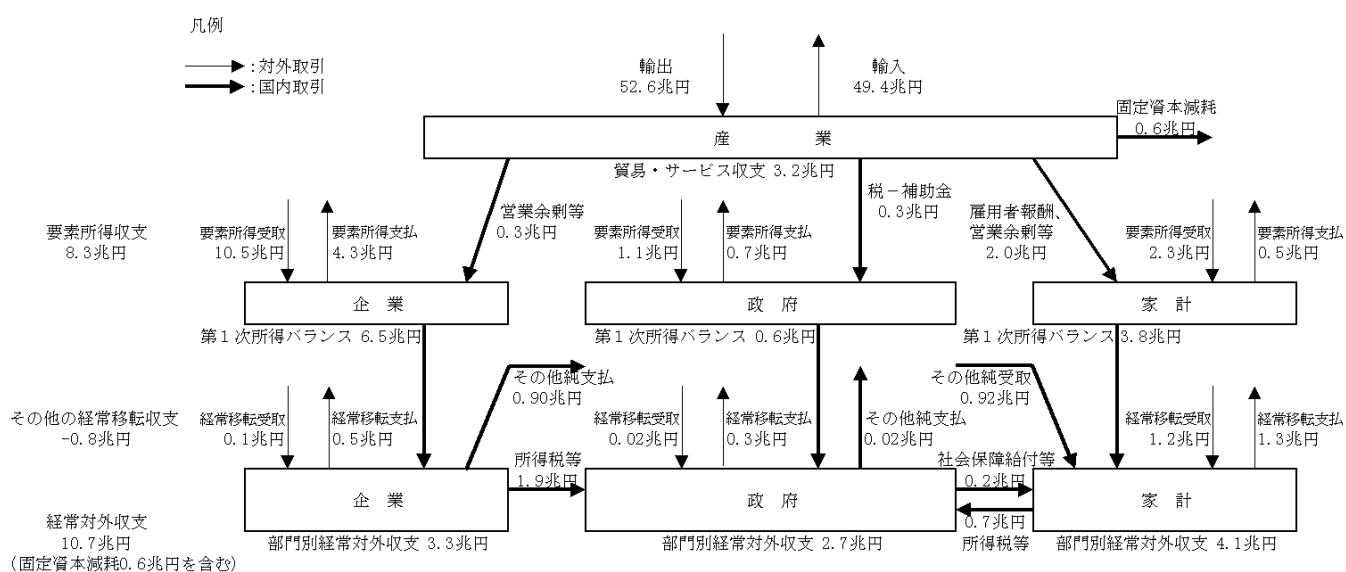 凡例
:対外取引
:国内取引
輸出
52.6兆円
輸入
49.4兆円
固定資本減耗
0.6兆円
産 業
貿易・サービス収支 3.2兆円
税－補助金
0.3兆円
営業余剰等
0.3兆円
雇用者報酬、
営業余剰等
2.0兆円
要素所得収支
8.3兆円
要素所得受取
10.5兆円
要素所得支払
4.3兆円
要素所得受取
1.1兆円
要素所得支払
0.7兆円
要素所得受取
2.3兆円
要素所得支払
0.5兆円
企 業
政 府
家 計
第１次所得バランス 6.5兆円
第１次所得バランス 0.6兆円
第１次所得バランス 3.8兆円
その他純支払
0.90兆円
その他純受取
0.92兆円
その他の経常移転収支
-0.8兆円
経常移転受取
0.1兆円
経常移転支払
0.5兆円
経常移転受取
0.02兆円
経常移転支払
0.3兆円
その他純支払
0.02兆円
経常移転受取
1.2兆円
経常移転支払
1.3兆円
所得税等
1.9兆円
社会保障給付等
0.2兆円
企 業
政 府
家 計
0.7兆円
所得税等
経常対外収支
10.7兆円
(固定資本減耗0.6兆円を含む)
部門別経常対外収支 3.3兆円
部門別経常対外収支 2.7兆円
部門別経常対外収支 4.1兆円